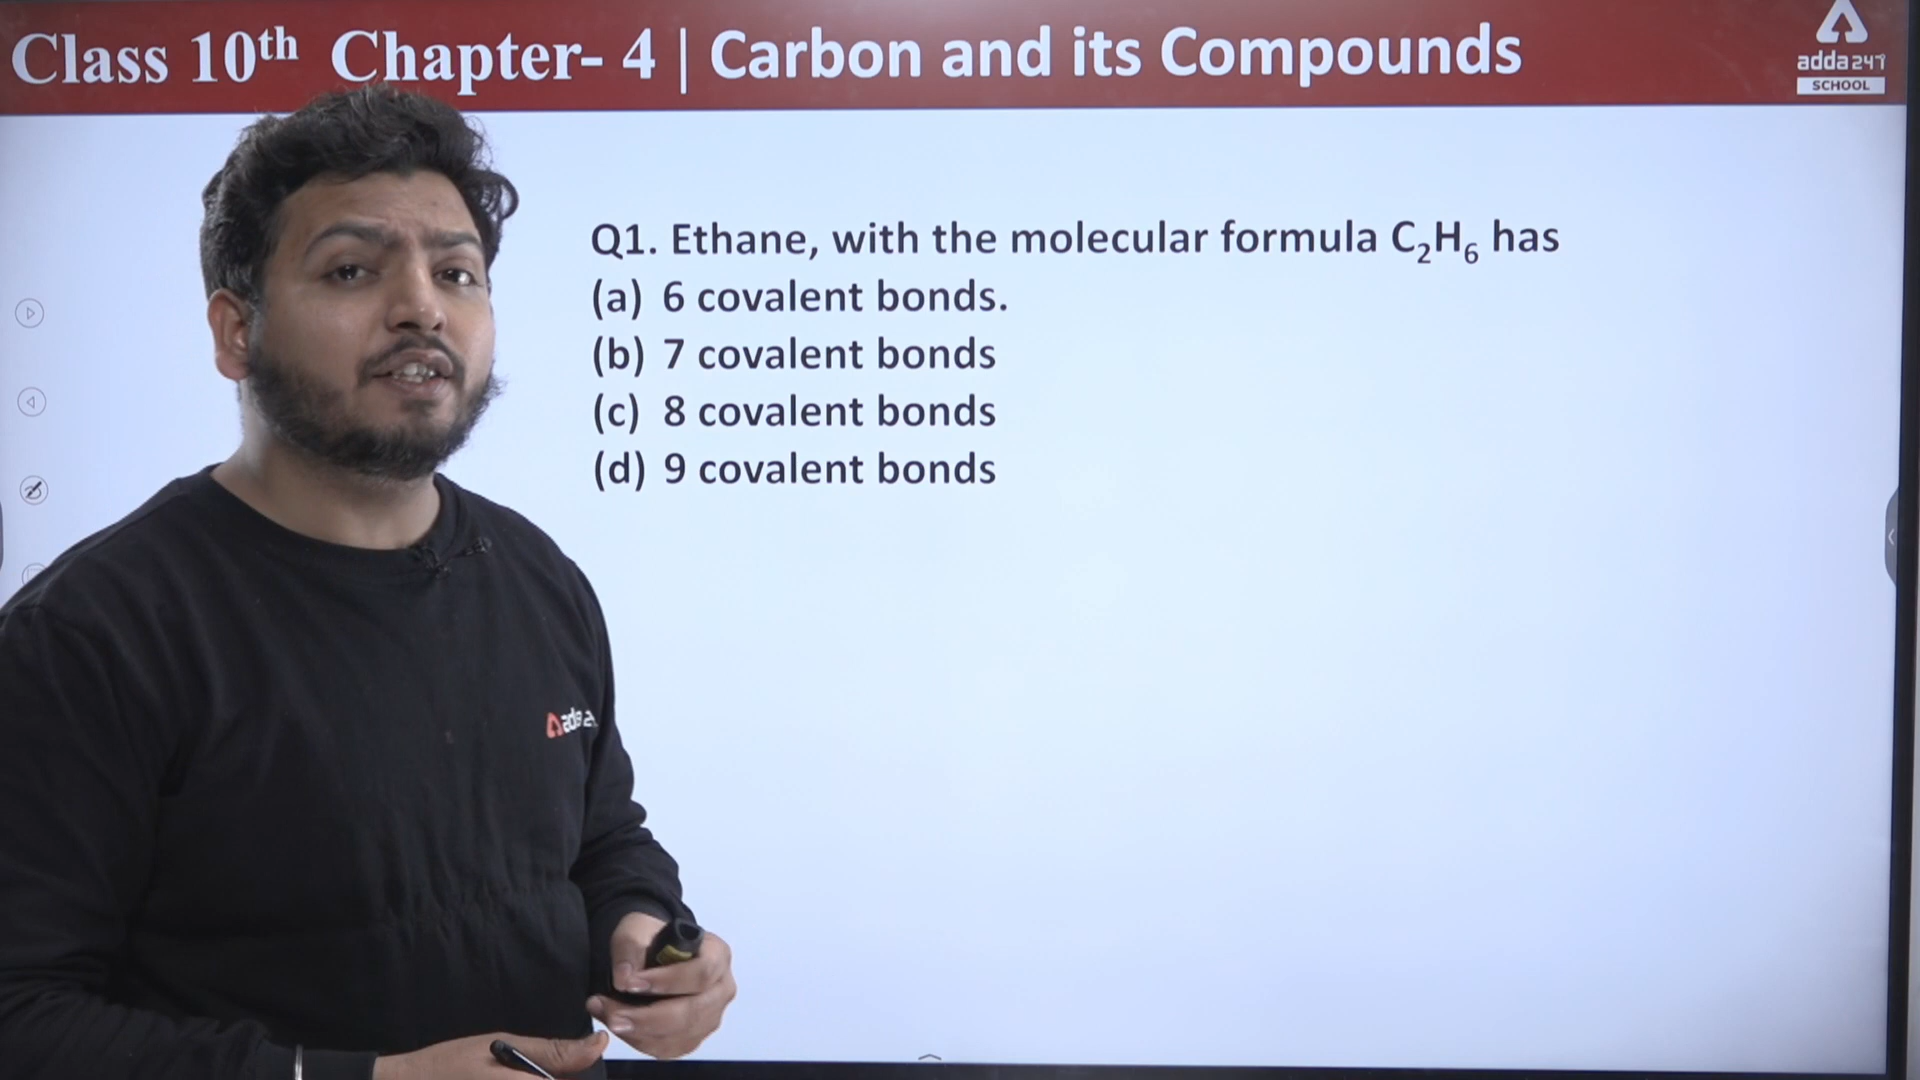 Class 10th Chapter- 4 | Carbon and its Compounds
adda247
SCHOOL
Q1. Ethane, with the molecular formula C₂H₆ has
(a) 6 covalent bonds.
(b) 7 covalent bonds
(c) 8 covalent bonds
(d) 9 covalent bonds